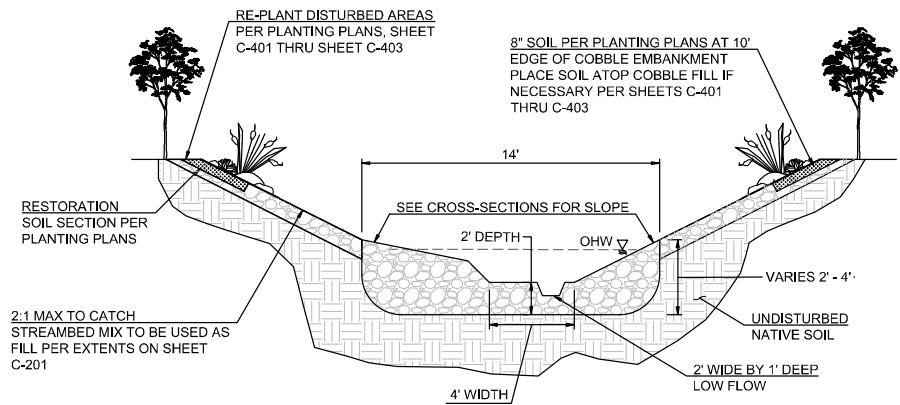 RE-PLANT DISTURBED AREAS
PER PLANTING PLANS, SHEET
C-401 THRU SHEET C-403
8" SOIL PER PLANTING PLANS AT 10'
EDGE OF COBBLE EMBANKMENT
PLACE SOIL ATOP COBBLE FILL IF
NECESSARY PER SHEETS C-401
THRU C-403
14'
RESTORATION
SOIL SECTION PER
PLANTING PLANS
SEE CROSS-SECTIONS FOR SLOPE
2' DEPTH
OHW
VARIES 2' - 4'
2:1 MAX TO CATCH
STREAMBED MIX TO BE USED AS
FILL PER EXTENTS ON SHEET
C-201
UNDISTURBED
NATIVE SOIL
2' WIDE BY 1' DEEP
LOW FLOW
4' WIDTH